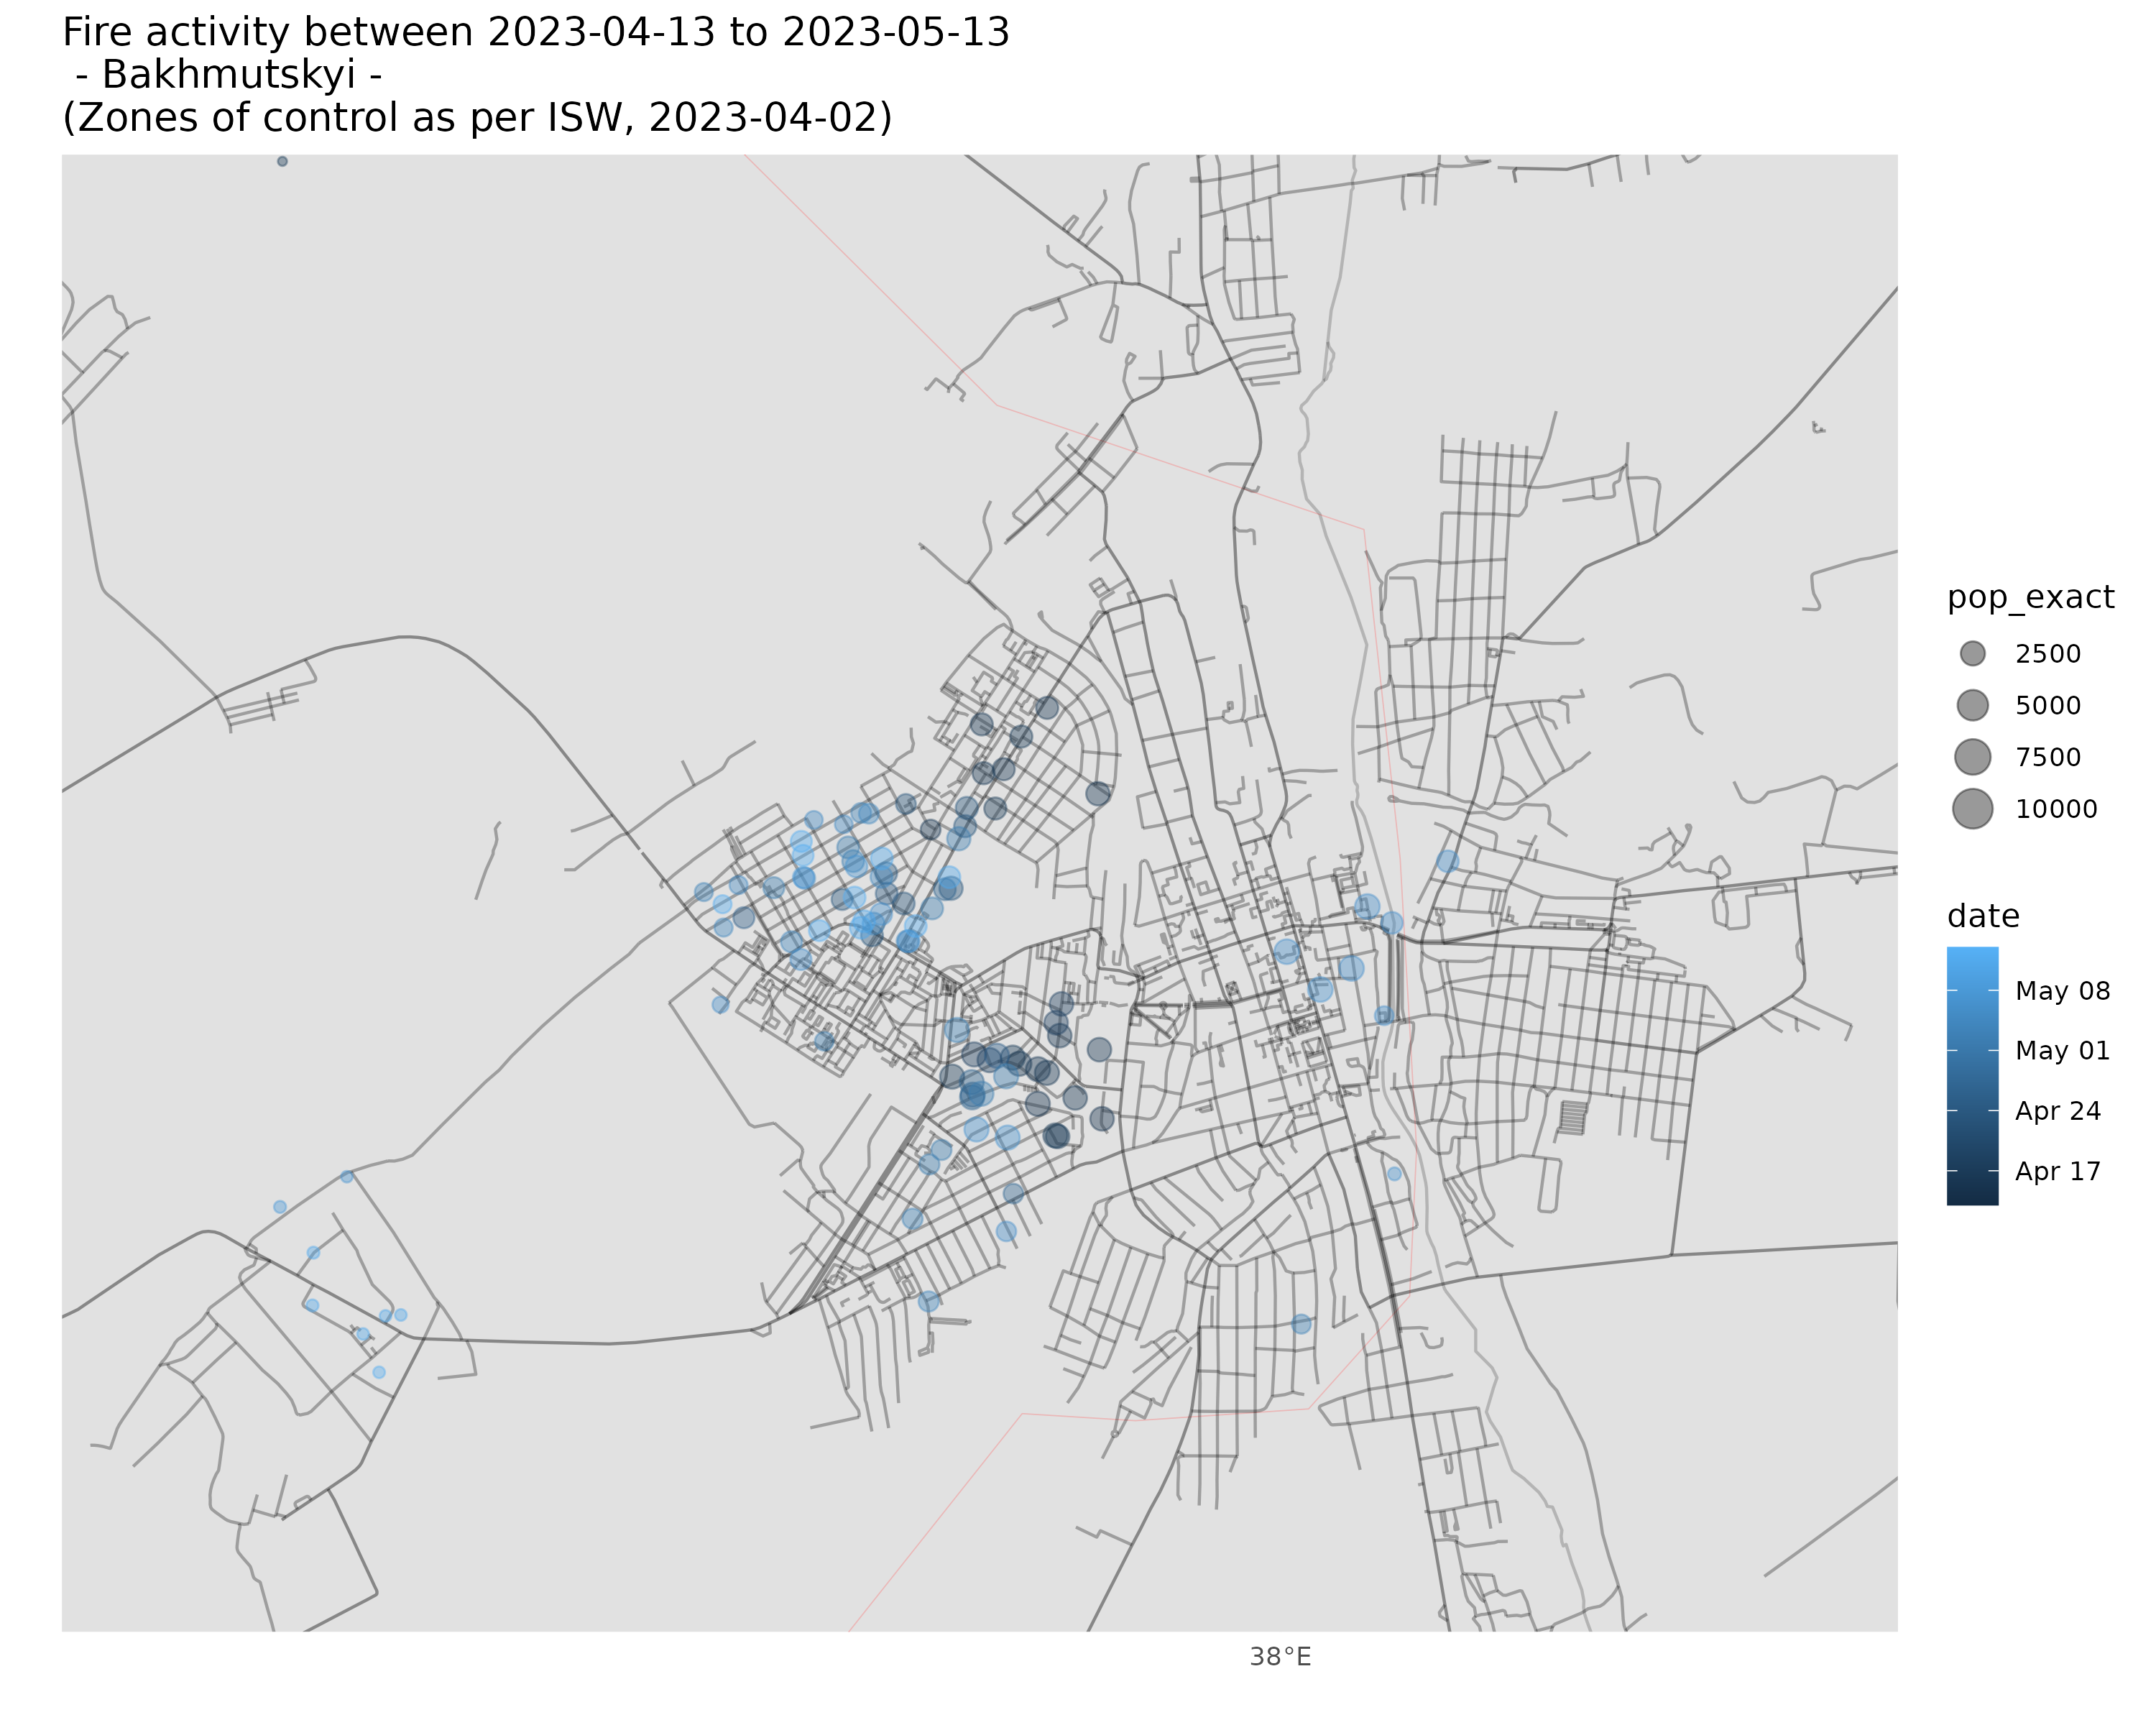 Fire activity between 2023-04-13 to 2023-05-13
- Bakhmutskyi -
(Zones of control as per ISW, 2023-04-02)
pop_exact
2500
5000
7500
10000
date
May 08
May 01
Apr 24
Apr 17
38°E